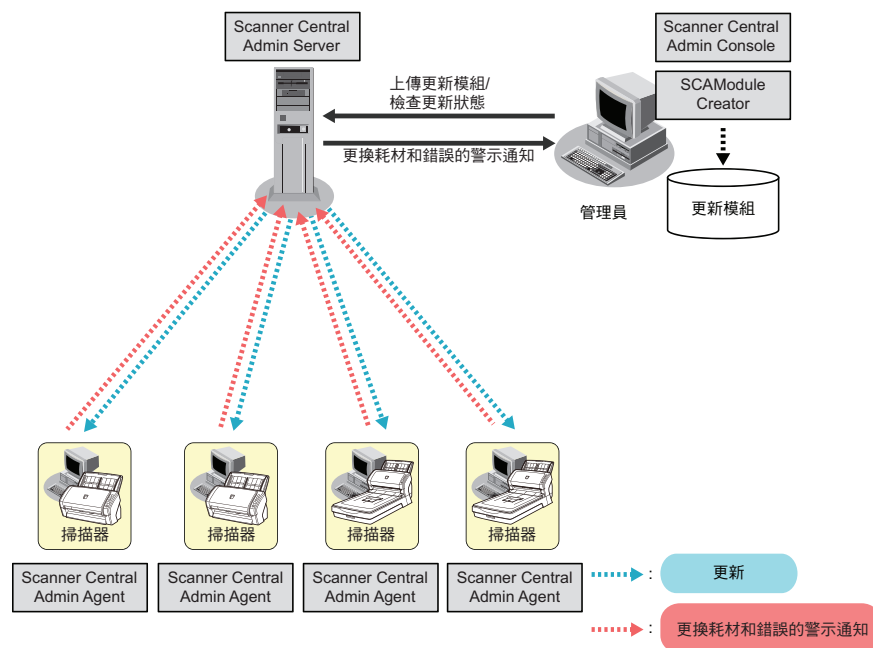 Scanner Central
Admin Server
Scanner Central
Admin Console
SCAModule
Creator
上傳更新模組/
檢查更新狀態
更換耗材和錯誤的警示通知
管理員
更新模組
掃描器
掃描器
掃描器
掃描器
Scanner Central
Admin Agent
Scanner Central
Admin Agent
Scanner Central
Admin Agent
Scanner Central
Admin Agent
: 更新
: 更換耗材和錯誤的警示通知